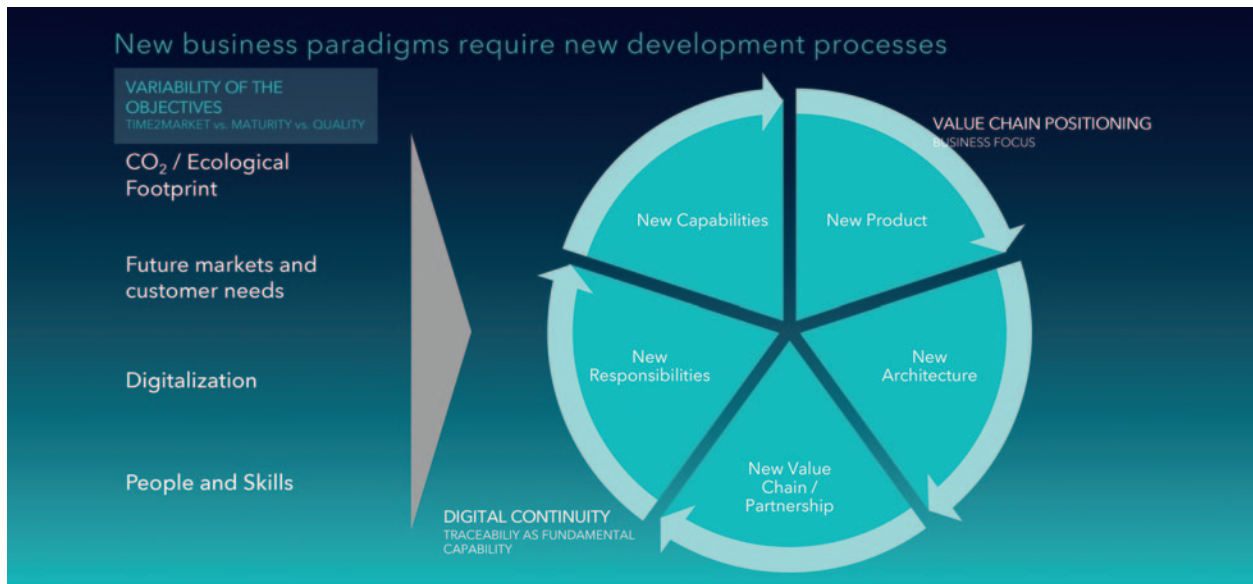 New business paradigms require new development processes
VARIABILITY OF THE
OBJECTIVES
TIME2MARKET vs. MATURITY vs. QUALITY
CO₂ / Ecological
Footprint
Future markets and
customer needs
Digitalization
People and Skills
VALUE CHAIN POSITIONING
BUSINESS FOCUS
New Capabilities
New Product
New
Responsibilities
New
Architecture
New Value
Chain /
Partnership
DIGITAL CONTINUITY
TRACEABILIY AS FUNDAMENTAL
CAPABILITY